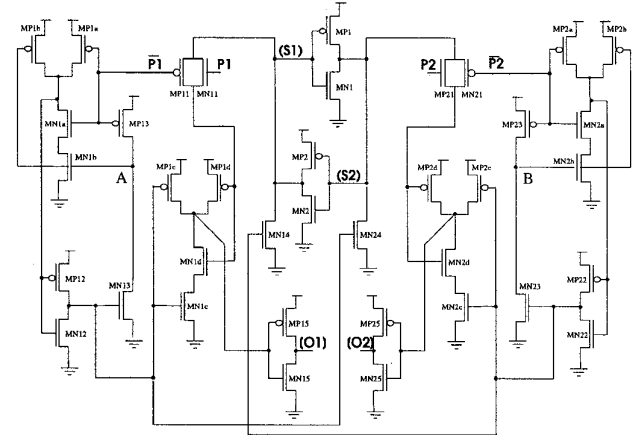 MP1b MP1a
MP1
MP2a MP2b
P1 P1
(S1)
P2 P2
MP11 MN11
MN1
MP21 MN21
MN1a
MP13
MP23
MN2a
MN1b
A
MP1c MP1d
MP2
(S2)
MP2d MP2c
B
MN2b
MN2
MN14
MN24
MN1d
MN2d
MP12
MN13
MN1c
MN2c
MN23
MP22
MN12
MP15
(O1)
(O2)
MP25
MN22
MN15
MN25